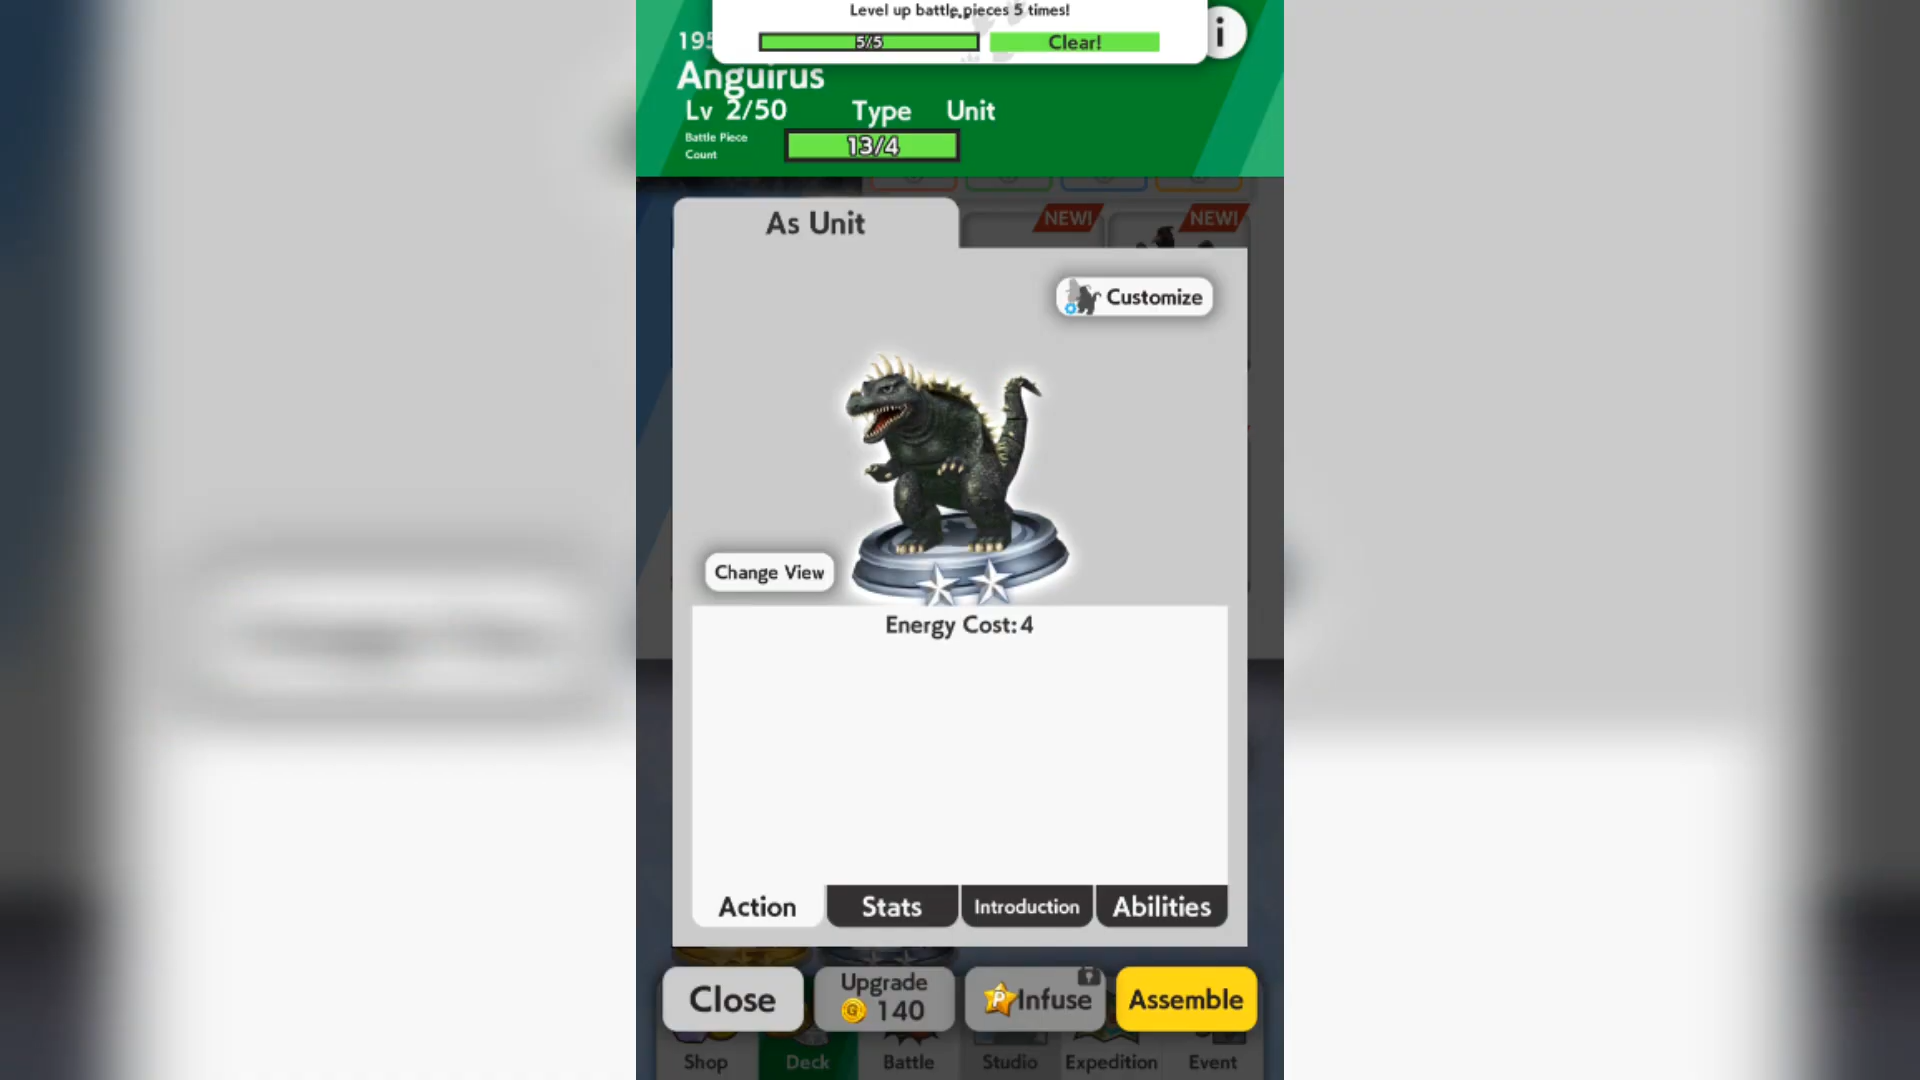 Level up battle pieces 5 times!
5/5
Clear!
195
i
Anguirus
Lv 2/50 Type Unit
Battle Piece
Count
13/4
As Unit
NEW!
NEW!
Customize
Change View
Energy Cost:4
Action
Stats
Introduction
Abilities
Close
Upgrade
G 140
P Infuse
Assemble
Shop
Deck
Battle
Studio
Expedition
Event